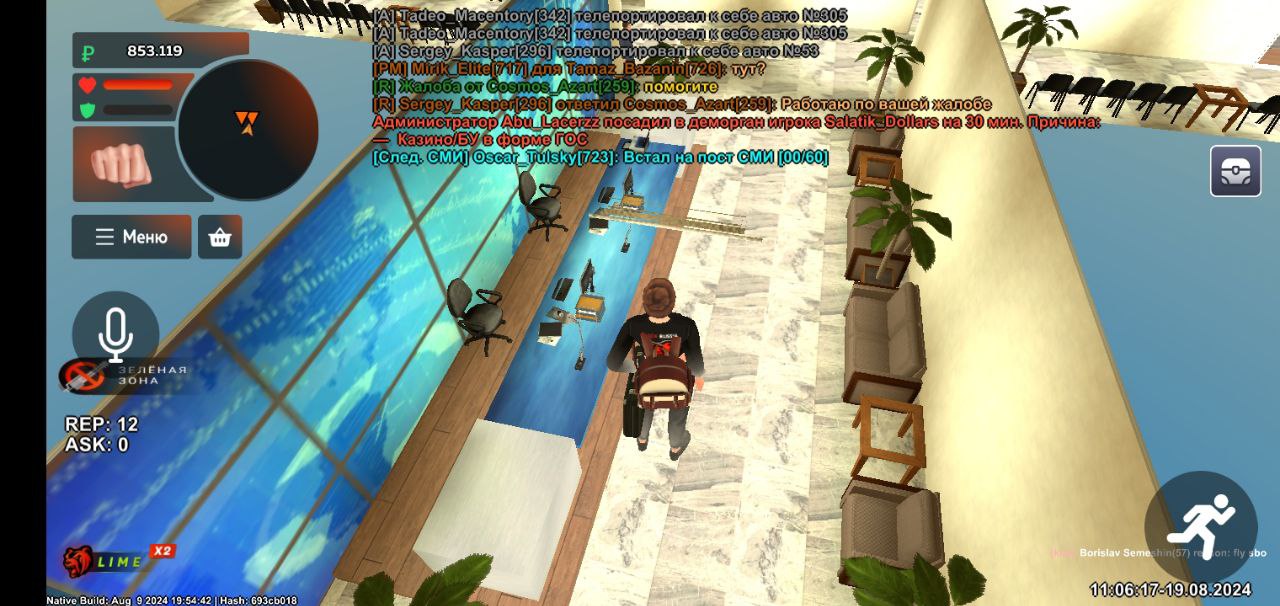 [A] Tadeo_Macentory[342] телепортировал к себе авто №305
[A] Tadeo_Macentory[342] телепортировал к себе авто №305
[A] Sergey_Kasper[296] телепортировал к себе авто №53
[PM] Mirik_Elite[717] для Tamaz_Bazanin[726]: тут?
[R] Жалоба от Cosmos_Azart[259]: помогите
[R] Sergey_Kasper[296] ответил Cosmos_Azart[259]: Работаю по вашей жалобе
Администратор Abu_Lacerzz посадил в деморган игрока Salatik_Dollars на 30 мин. Причина:
— Казино/БУ в форме ГОС
[След. СМИ] Oscar_Tulsky[723]: Встал на пост СМИ [00/60]
₽ 853.119
Меню
ЗЕЛЁНАЯ
ЗОНА
REP: 12
ASK: 0
LIME X2
Borislav Semeshin(57) fly sbo
11:06:17-19.08.2024
Native Build: Aug 9 2024 19:54:42 | Hash: 693cb018